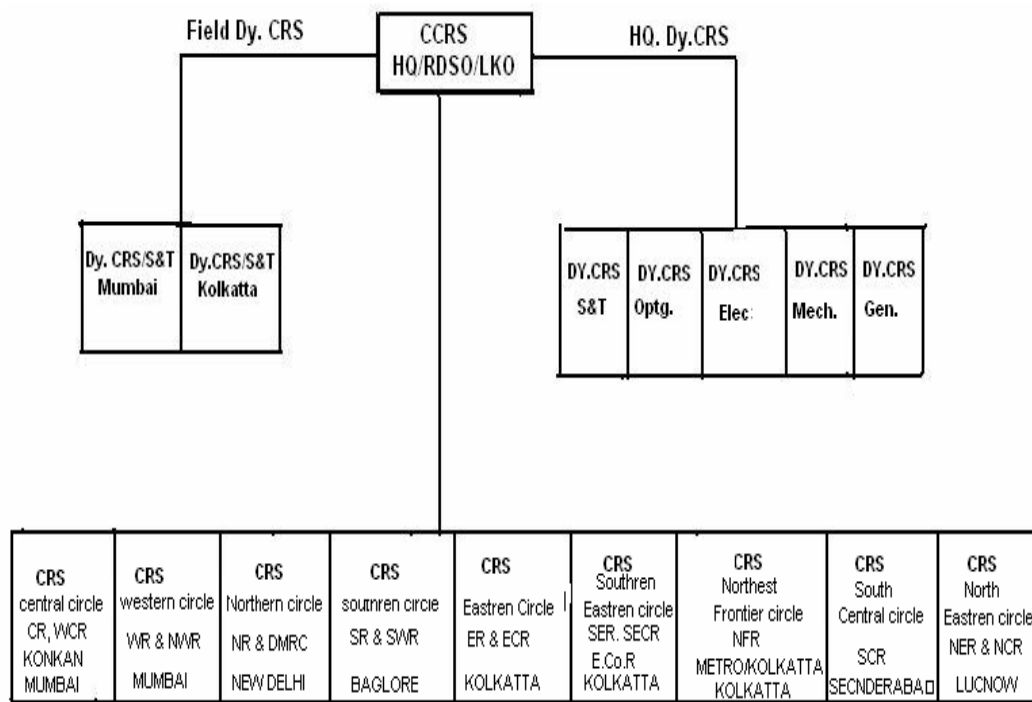 Field Dy. CRS
CCRS
HQ/RDSO/LKO
HQ. Dy.CRS
Dy. CRS/S&T
Mumbai
Dy.CRS/S&T
Kolkatta
DY.CRS
S&T
DY.CRS
Optg.
DY.CRS
Elec
DY.CRS
Mech.
DY.CRS
Gen.
CRS
central circle
CR, WCR
KONKAN
MUMBAI
CRS
western circle
WR & NWR
MUMBAI
CRS
Northern circle
NR & DMRC
NEW DELHI
CRS
southren circle
SR & SWR
BAGLORE
CRS
Eastren Circle
ER & ECR
KOLKATTA
CRS
Southren
Eastren circle
SER. SECR
E.Co.R
KOLKATTA
CRS
Northest
Frontier circle
NFR
METRO/KOLKATTA
KOLKATTA
CRS
South
Central circle
SCR
SECNDERABA
CRS
North
Eastren circle
NER & NCR
LUCNOW